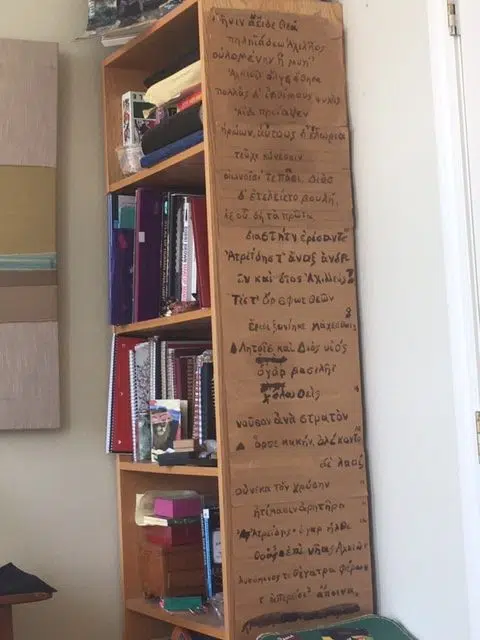 μῆνιν ἄειδε θεὰ
πηληϊάδεω Ἀχιλῆος
οὐλομένην ἣ μυρί'
Ἀχαιοῖς ἄλγε' ἔθηκε
πολλὰς δ' ἰφθίμους ψυχὰς
Ἄϊδι προΐαψεν
ἡρώων, αὐτοὺς δ' ἑλώρια
τεῦχε κύνεσσιν
οἰωνοῖσί τε πᾶσι, Διὸς
δ' ἐτελείετο βουλή,
ἐξ οὗ δὴ τὰ πρῶτα
διαστήτην ἐρίσαντε
Ἀτρεΐδης τ' ἄναξ ἀνδρ
ῶν καὶ δῖος Ἀχιλλεύς
Τίς τ' ἄρ σφωε θεῶν
ἔριδι ξυνέηκε μάχεσθαι
Λητοῦς καὶ Διὸς υἱός
ὁ γὰρ βασιλῆϊ
χολωθεὶς
νοῦσον ἀνὰ στρατὸν
ὄρσε κακήν, ὀλέκοντο
δὲ λαοί
οὕνεκα τὸν Χρύσην
ἠτίμασεν ἀρητῆρα
Ἀτρεΐδης· ὁ γὰρ ἦλθε
θοὰς ἐπὶ νῆας Ἀχαιῶν
λυσόμενός τε θύγατρα φέρων
τ' ἀπερείσι' ἄποινα,